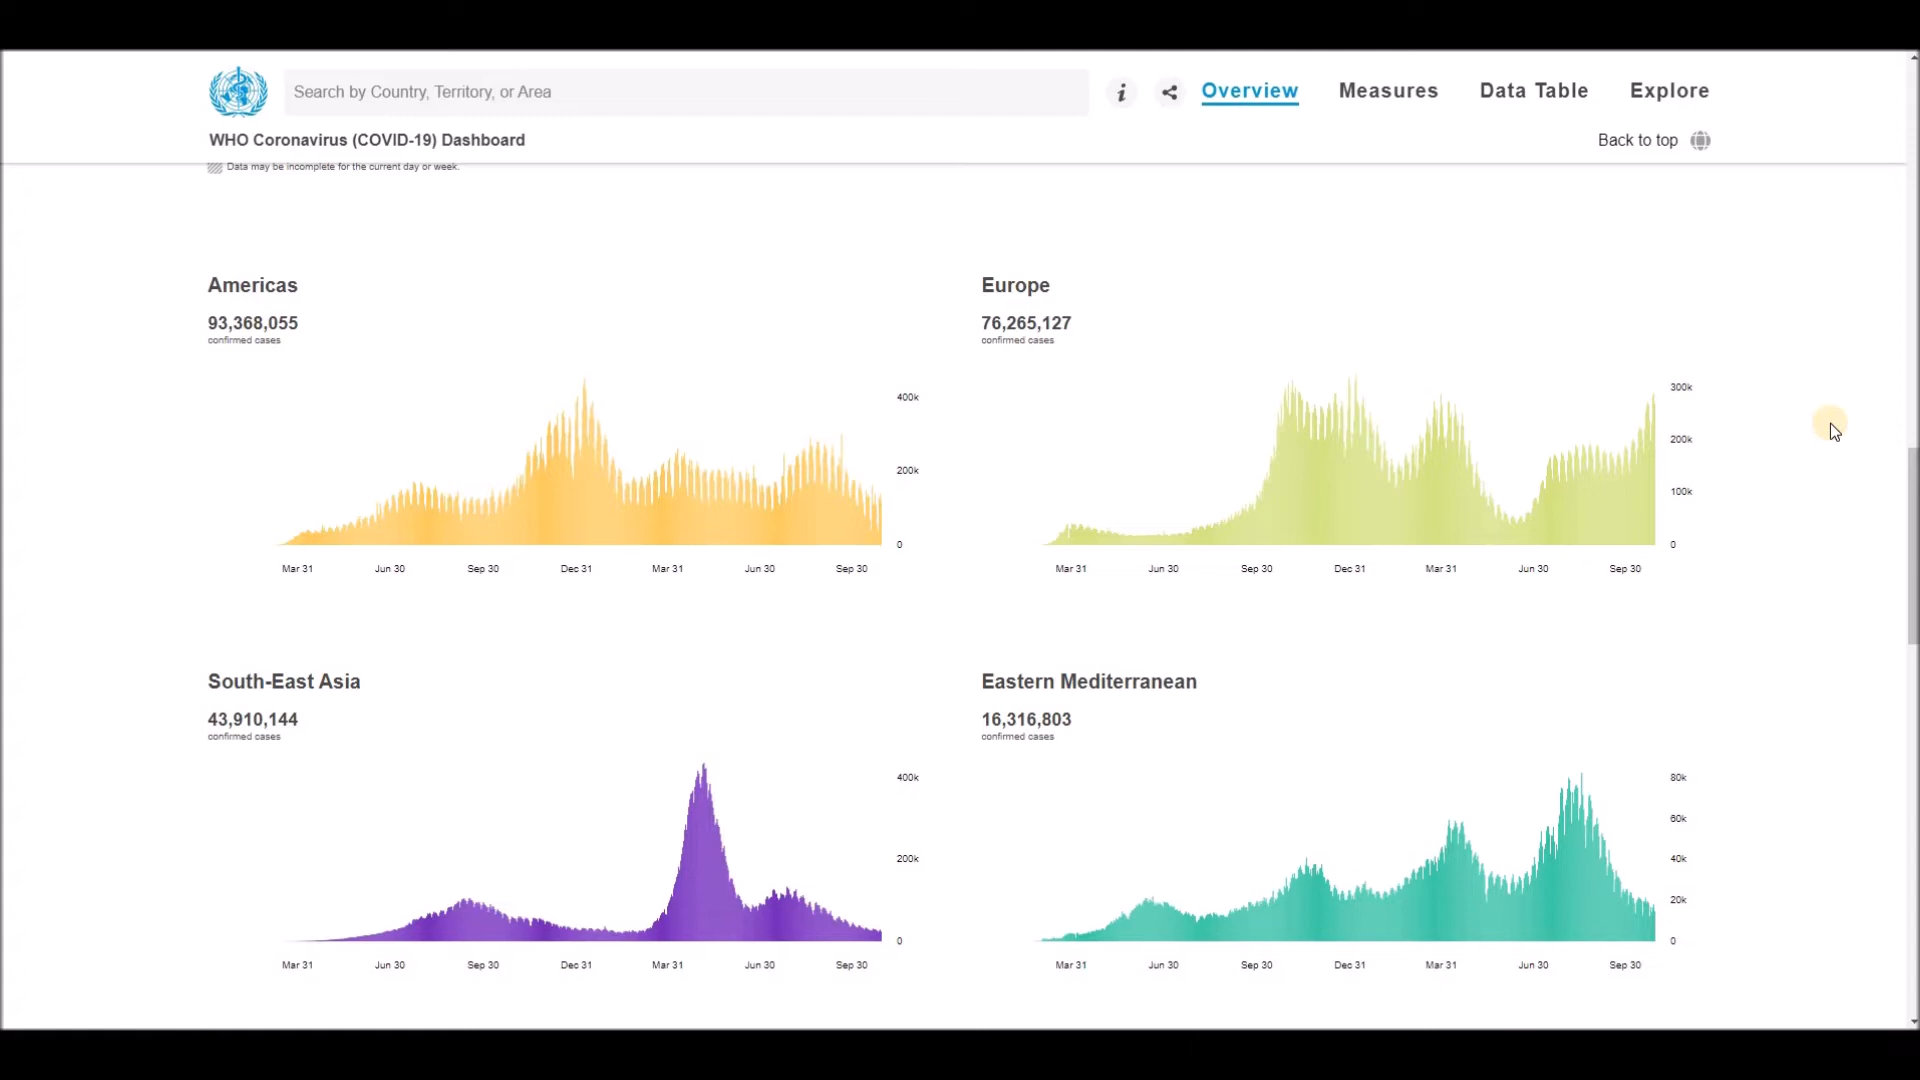 Search by Country, Territory, or Area
i
Overview
Measures
Data Table
Explore
WHO Coronavirus (COVID-19) Dashboard
Back to top
Data may be incomplete for the current day or week.
Americas
93,368,055
confirmed cases
400k
200k
0
Mar 31 Jun 30 Sep 30 Dec 31 Mar 31 Jun 30 Sep 30
Europe
76,265,127
confirmed cases
300k
200k
100k
0
Mar 31 Jun 30 Sep 30 Dec 31 Mar 31 Jun 30 Sep 30
South-East Asia
43,910,144
confirmed cases
400k
200k
0
Mar 31 Jun 30 Sep 30 Dec 31 Mar 31 Jun 30 Sep 30
Eastern Mediterranean
16,316,803
confirmed cases
80k
60k
40k
20k
0
Mar 31 Jun 30 Sep 30 Dec 31 Mar 31 Jun 30 Sep 30